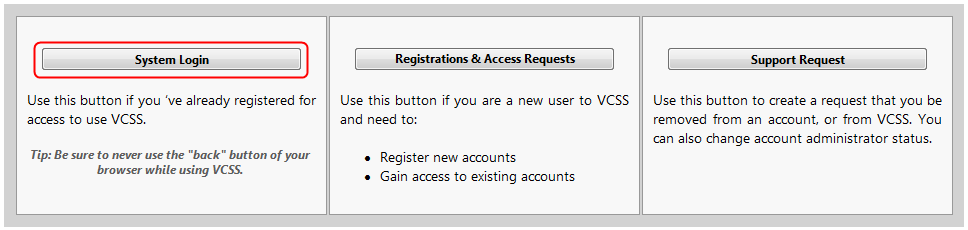 System Login
Use this button if you ‘ve already registered for
access to use VCSS.
Tip: Be sure to never use the "back" button of your
browser while using VCSS.
Registrations & Access Requests
Use this button if you are a new user to VCSS
and need to:
• Register new accounts
• Gain access to existing accounts
Support Request
Use this button to create a request that you be
removed from an account, or from VCSS. You
can also change account administrator status.